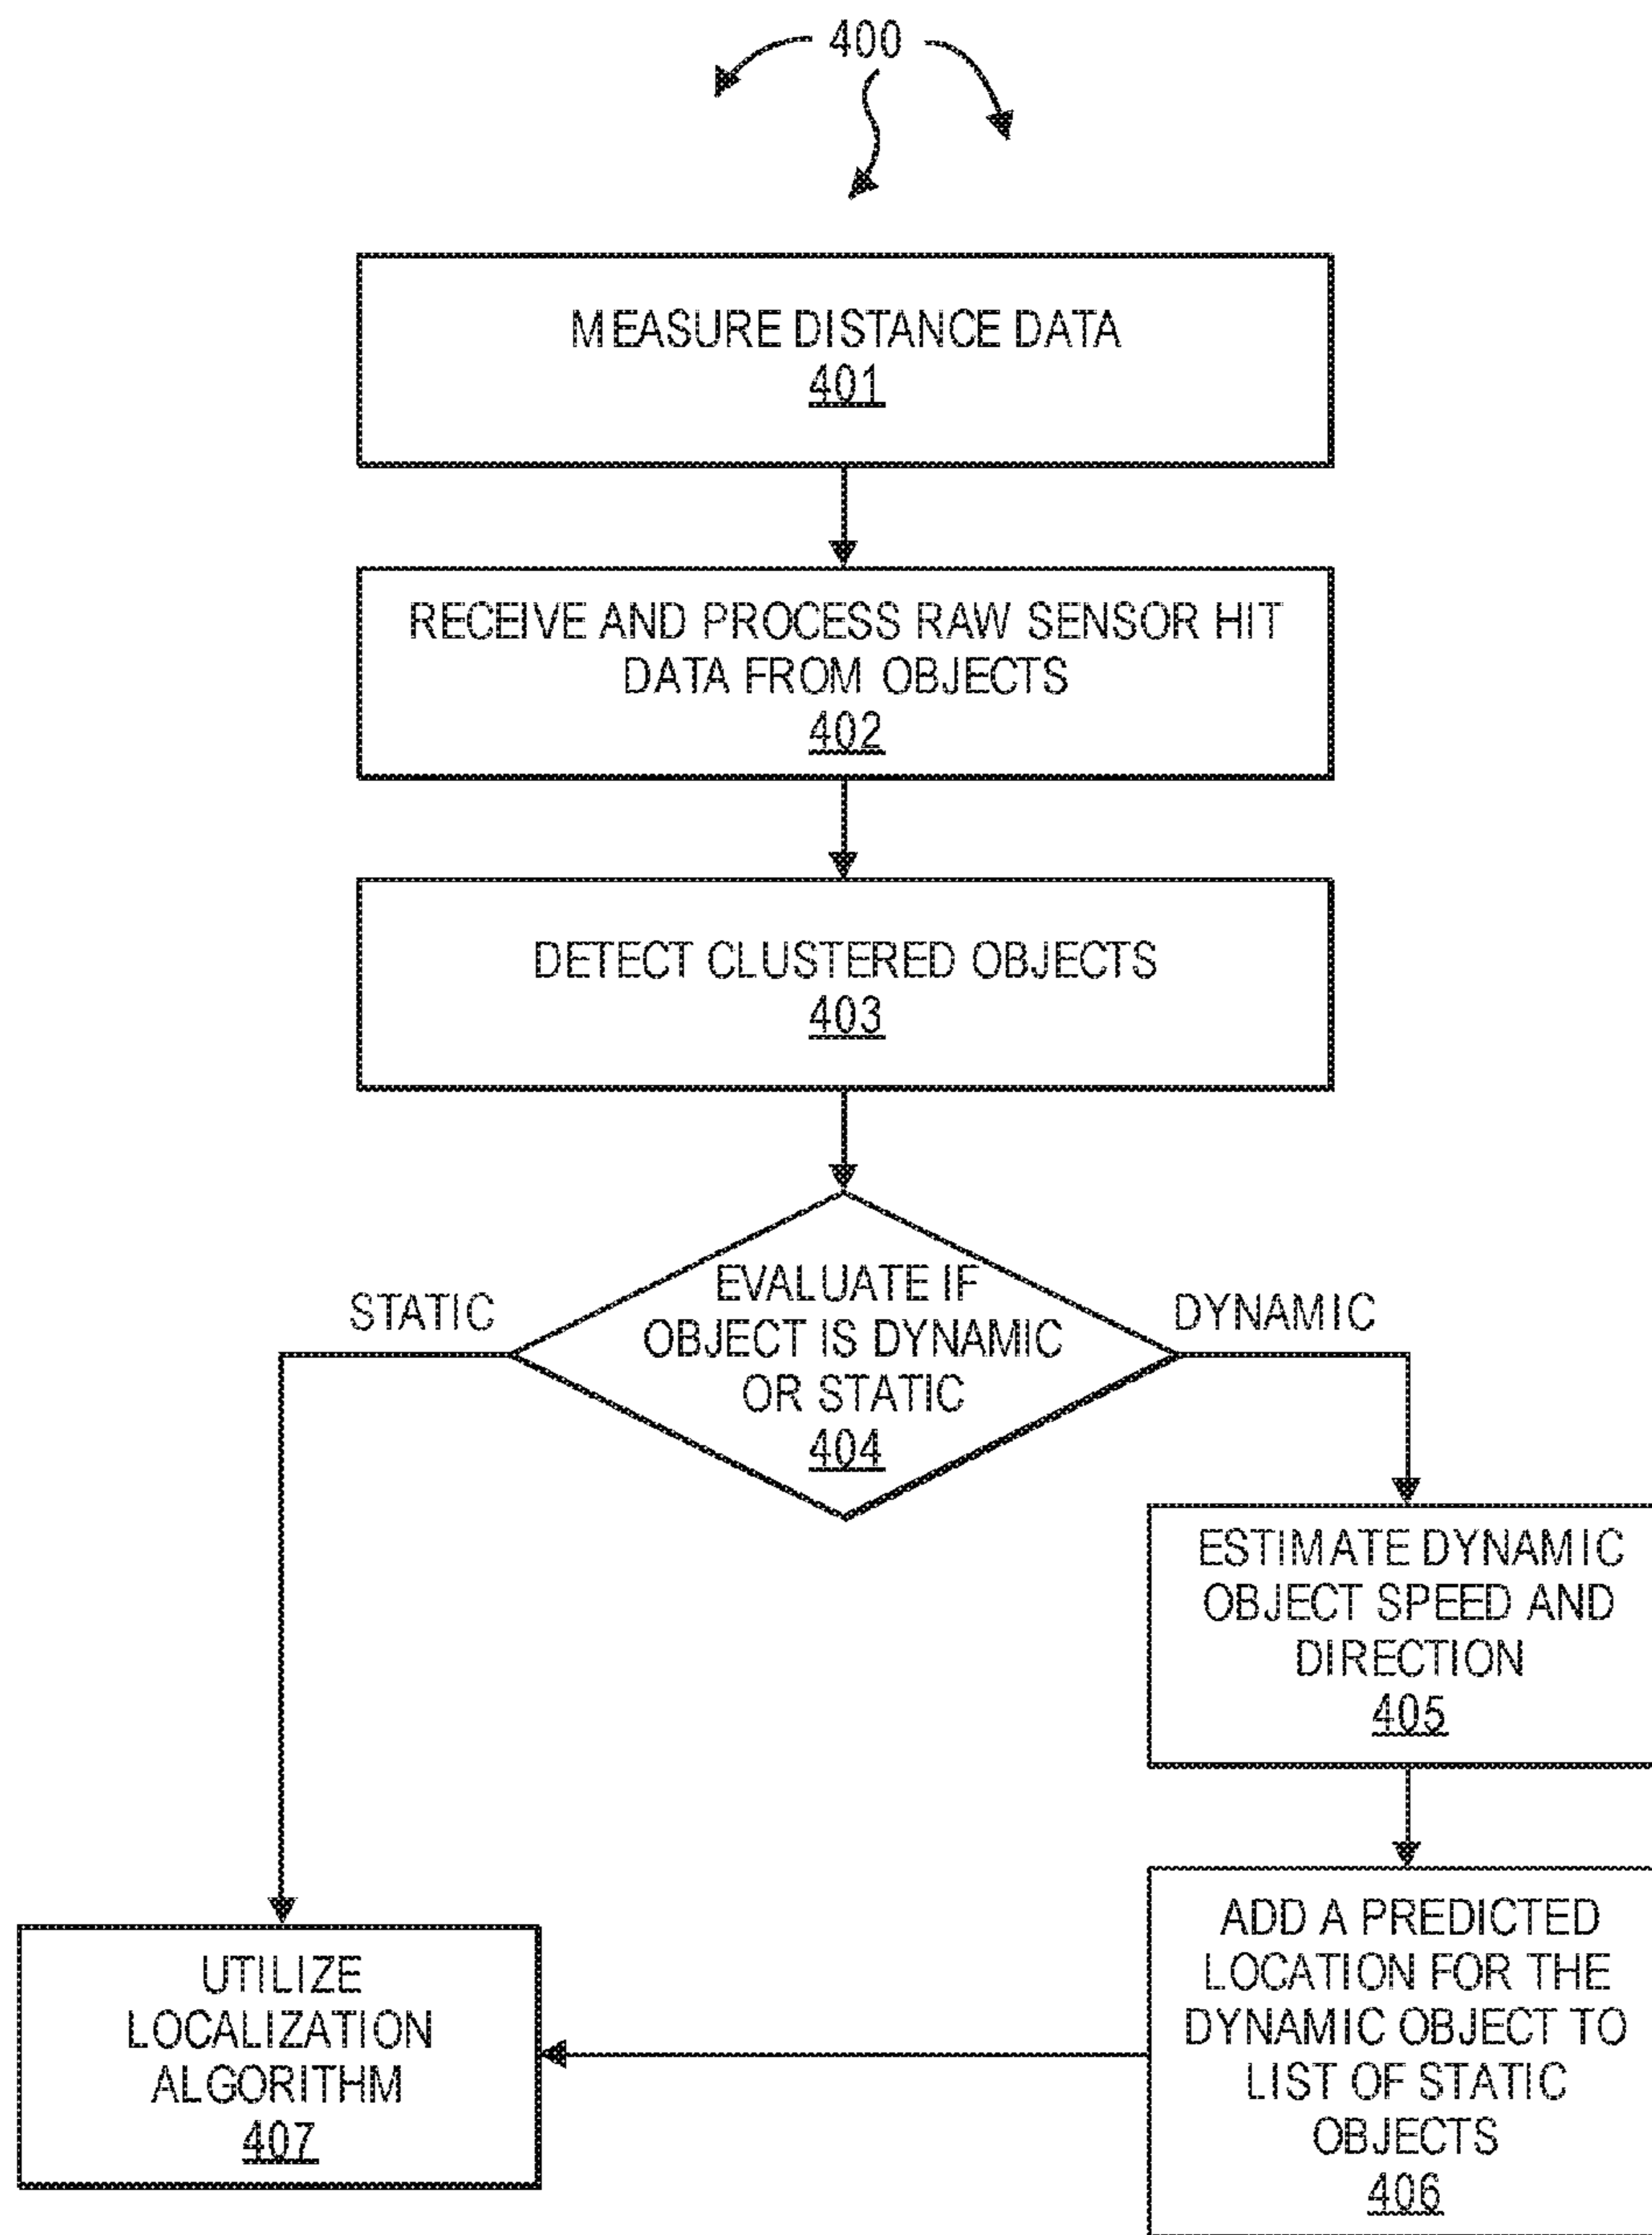 400
MEASURE DISTANCE DATA
401
RECEIVE AND PROCESS RAW SENSOR HIT
DATA FROM OBJECTS
402
DETECT CLUSTERED OBJECTS
403
EVALUATE IF
OBJECT IS DYNAMIC
OR STATIC
404
STATIC
DYNAMIC
ESTIMATE DYNAMIC
OBJECT SPEED AND
DIRECTION
405
ADD A PREDICTED
LOCATION FOR THE
DYNAMIC OBJECT TO
LIST OF STATIC
OBJECTS
406
UTILIZE
LOCALIZATION
ALGORITHM
407